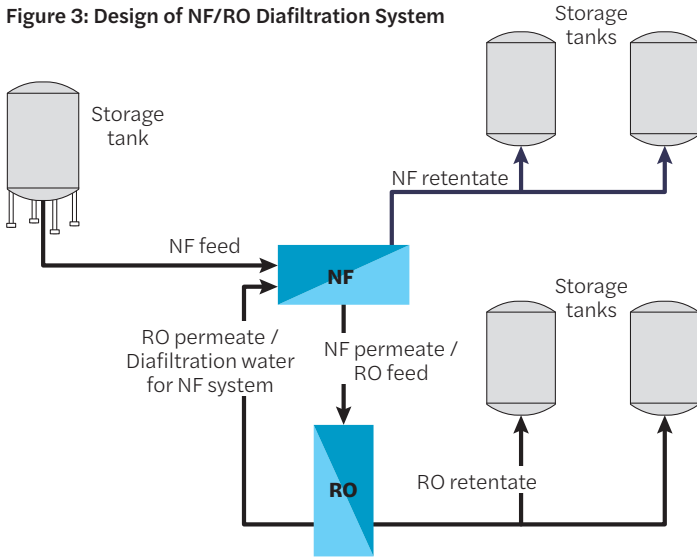 Figure 3: Design of NF/RO Diafiltration System
Storage
tanks
Storage
tank
NF retentate
NF feed
NF
Storage
tanks
RO permeate /
Diafiltration water
for NF system
NF permeate /
RO feed
RO
RO retentate